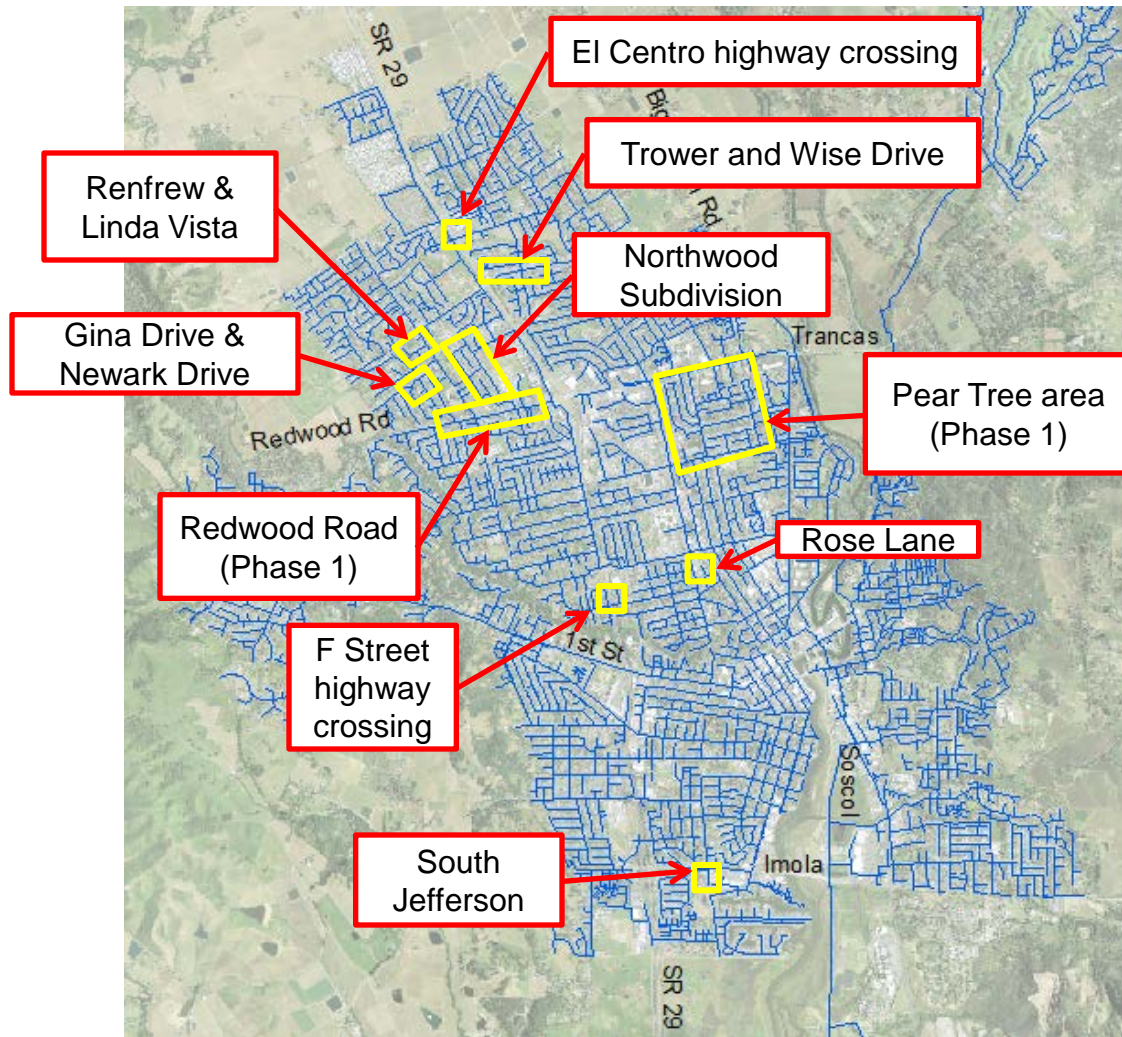 SR 29
El Centro highway crossing
Trower and Wise Drive
Renfrew &
Linda Vista
Northwood
Subdivision
Gina Drive &
Newark Drive
Trancas
Pear Tree area
(Phase 1)
Redwood Rd
Redwood Road
(Phase 1)
Rose Lane
F Street
highway
crossing
1st St
Soscol
South
Jefferson
Imola
SR 29